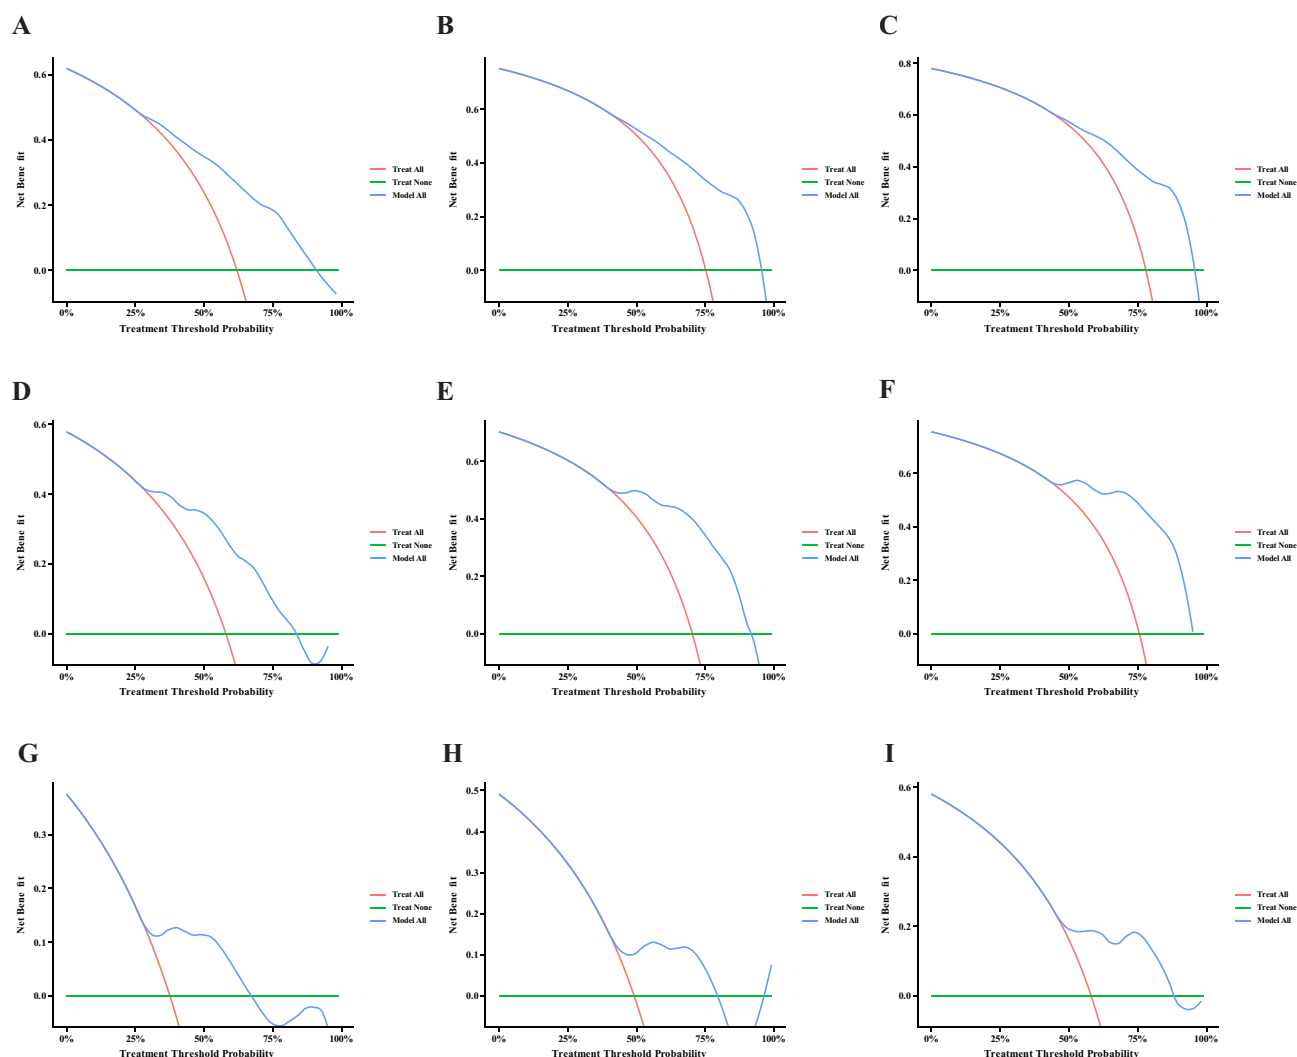 A
Net Bene fit
0.6
0.4
0.2
0.0
0%
25%
50%
75%
100%
Treatment Threshold Probability
Treat All
Treat None
Model All
B
Net Bene fit
0.6
0.4
0.2
0.0
0%
25%
50%
75%
100%
Treatment Threshold Probability
Treat All
Treat None
Model All
C
Net Bene fit
0.8
0.6
0.4
0.2
0.0
0%
25%
50%
75%
100%
Treatment Threshold Probability
Treat All
Treat None
Model All
D
Net Bene fit
0.6
0.4
0.2
0.0
0%
25%
50%
75%
100%
Treatment Threshold Probability
Treat All
Treat None
Model All
E
Net Bene fit
0.6
0.4
0.2
0.0
0%
25%
50%
75%
100%
Treatment Threshold Probability
Treat All
Treat None
Model All
F
Net Bene fit
0.6
0.4
0.2
0.0
0%
25%
50%
75%
100%
Treatment Threshold Probability
Treat All
Treat None
Model All
G
Net Bene fit
0.3
0.2
0.1
0.0
0%
25%
50%
75%
100%
Treatment Threshold Probability
Treat All
Treat None
Model All
H
Net Bene fit
0.5
0.4
0.3
0.2
0.1
0.0
0%
25%
50%
75%
100%
Treatment Threshold Probability
Treat All
Treat None
Model All
I
Net Bene fit
0.6
0.4
0.2
0.0
0%
25%
50%
75%
100%
Treatment Threshold Probability
Treat All
Treat None
Model All